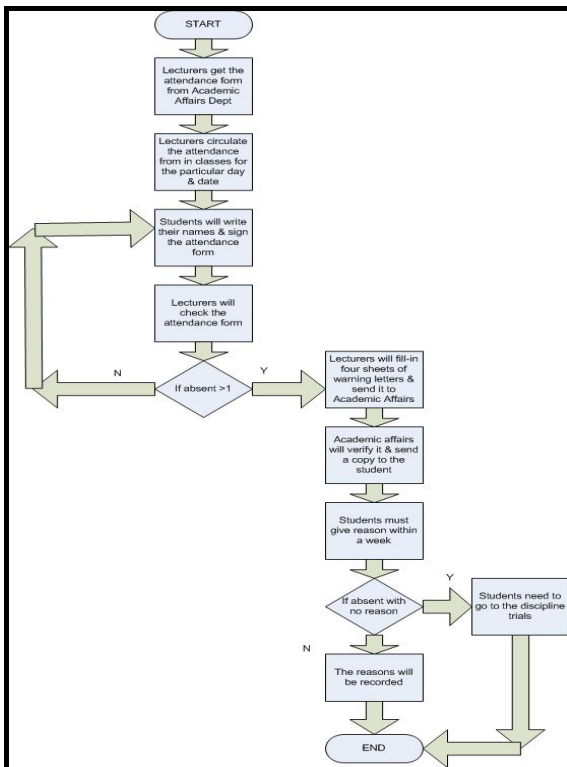 START
Lecturers get the
attendance form
from Academic
Affairs Dept
Lecturers circulate
the attendance
from in classes for
the particular day
& date
Students will write
their names & sign
the attendance
form
Lecturers will
check the
attendance form
If absent >1
N
Y
Lecturers will fill-in
four sheets of
warning letters &
send it to
Academic Affairs
Academic affairs
will verify it & send
a copy to the
student
Students must
give reason within
a week
If absent with
no reason
Y
Students need to
go to the discipline
trials
N
The reasons will
be recorded
END